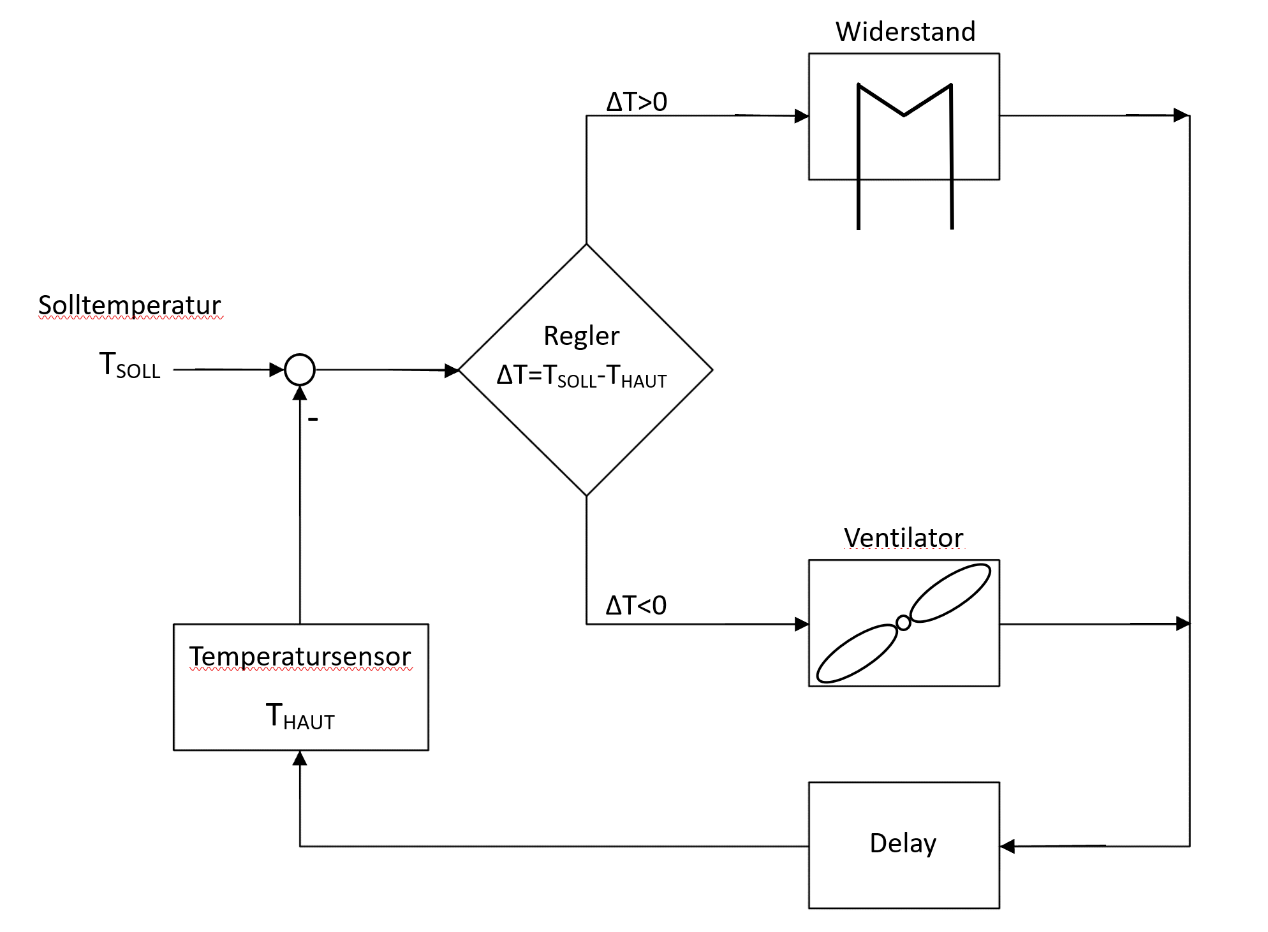 Widerstand
ΔT>0
Solltemperatur
TSOLL
-
Regler
ΔT=TSOLL-THAUT
Ventilator
ΔT<0
Temperatursensor
THAUT
Delay